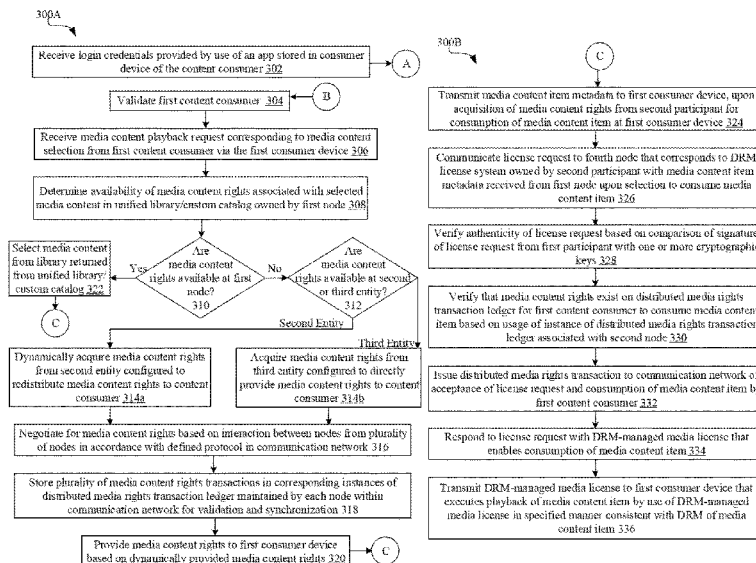 300A
Receive login credentials provided by use of an app stored in consumer
device of the content consumer 302
A
B
Validate first content consumer 304
Receive media content playback request corresponding to media content
selection from first content consumer via the first consumer device 306
Determine availability of media content rights associated with selected
media content in unified library/custom catalog owned by first node 308
Select media content
from library returned
from unified library/
custom catalog 322
C
Yes
Are
media content
rights available at first
node?
310
No
Are
media content
rights available at second
or third entity?
312
Second Entity
Third Entity
Dynamically acquire media content rights
from second entity configured to
redistribute media content rights to content
consumer 314a
Acquire media content rights from
third entity configured to directly
provide media content rights to content
consumer 314b
Negotiate for media content rights based on interaction between nodes from plurality
of nodes in accordance with defined protocol in communication network 316
Store plurality of media content rights transactions in corresponding instances
of distributed media rights transaction ledger maintained by each node within
communication network for validation and synchronization 318
Provide media content rights to first consumer device
based on dynamically provided media content rights 320
C
300B
C
Transmit media content item metadata to first consumer device, upon
acquisition of media content rights from second participant for
consumption of media content item at first consumer device 324
Communicate license request to fourth node that corresponds to DRM
license system owned by second participant with media content item
metadata received from first node upon selection to consume media
content item 326
Verify authenticity of license request based on comparison of signature
of license request from first participant with one or more cryptographic
keys 328
Verify that media content rights exist on distributed media rights
transaction ledger for first content consumer to consume media content
item based on usage of instance of distributed media rights transaction
ledger associated with second node 330
Issue distributed media rights transaction to communication network on
acceptance of license request and consumption of media content item by
first content consumer 332
Respond to license request with DRM-managed media license that
enables consumption of media content item 334
Transmit DRM-managed media license to first consumer device that
executes playback of media content item by use of DRM-managed
media license in specified manner consistent with DRM of media
content item 336